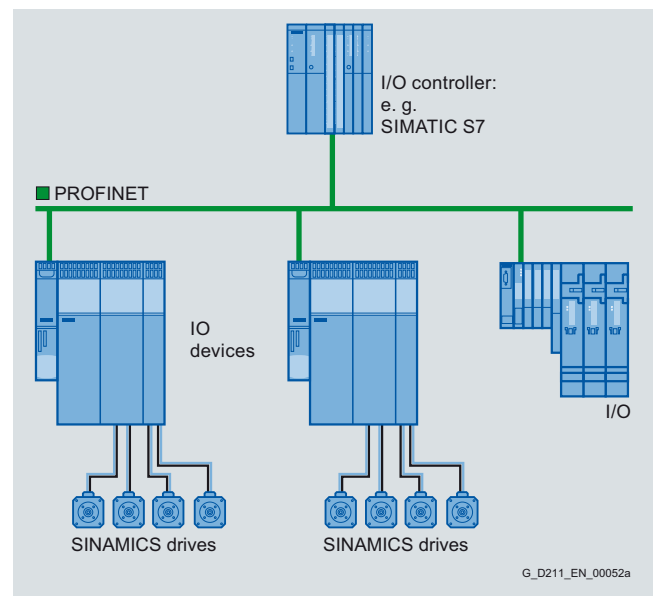 I/O controller:
e. g.
SIMATIC S7
PROFINET
IO
devices
I/O
SINAMICS drives
SINAMICS drives
G_D211_EN_00052a